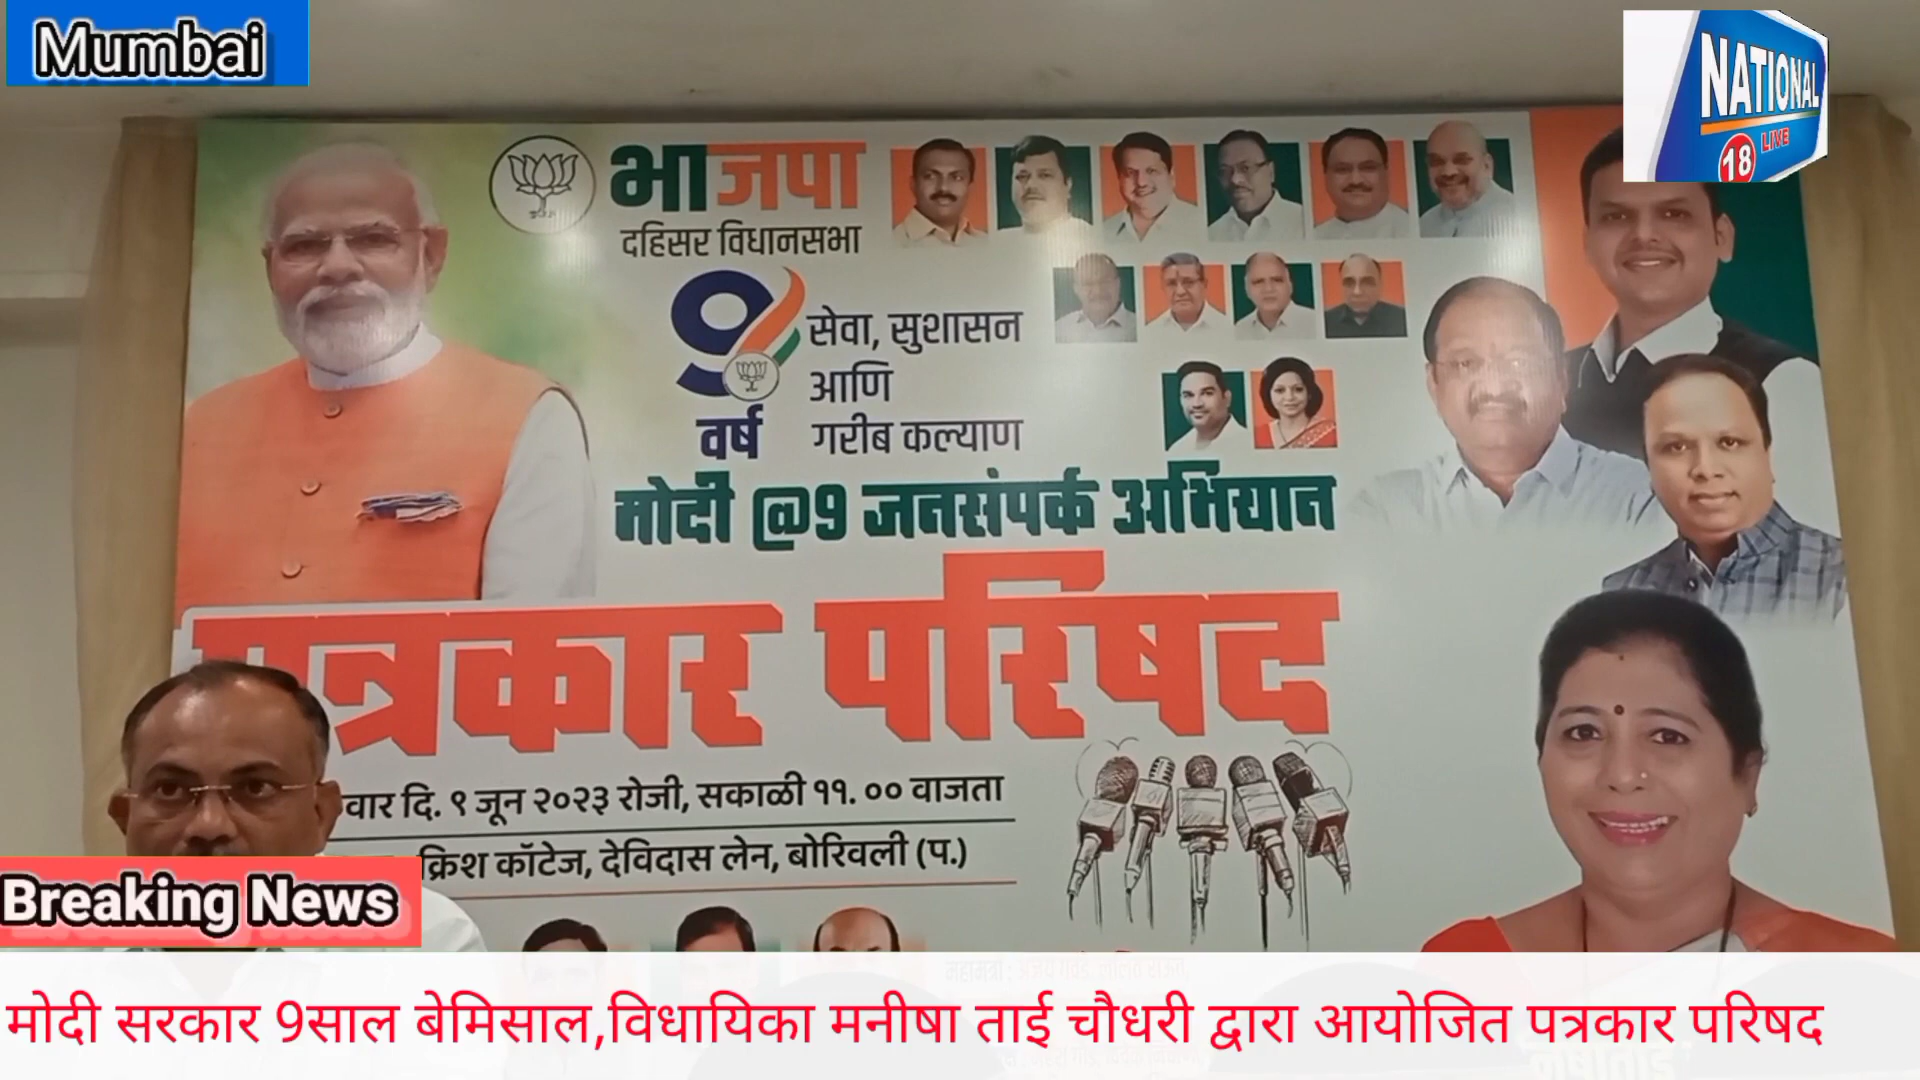 Mumbai
NATIONAL
18 LIVE
भाजपा
दहिसर विधानसभा
9
वर्ष
सेवा, सुशासन
आणि
गरीब कल्याण
मोदी @9 जनसंपर्क अभियान
पत्रकार परिषद
वार दि. ९ जून २०२३ रोजी, सकाळी ११. ०० वाजता
क्रिश कॉटेज, देविदास लेन, बोरिवली (प.)
Breaking News
मोदी सरकार 9साल बेमिसाल,विधायिका मनीषा ताई चौधरी द्वारा आयोजित पत्रकार परिषद